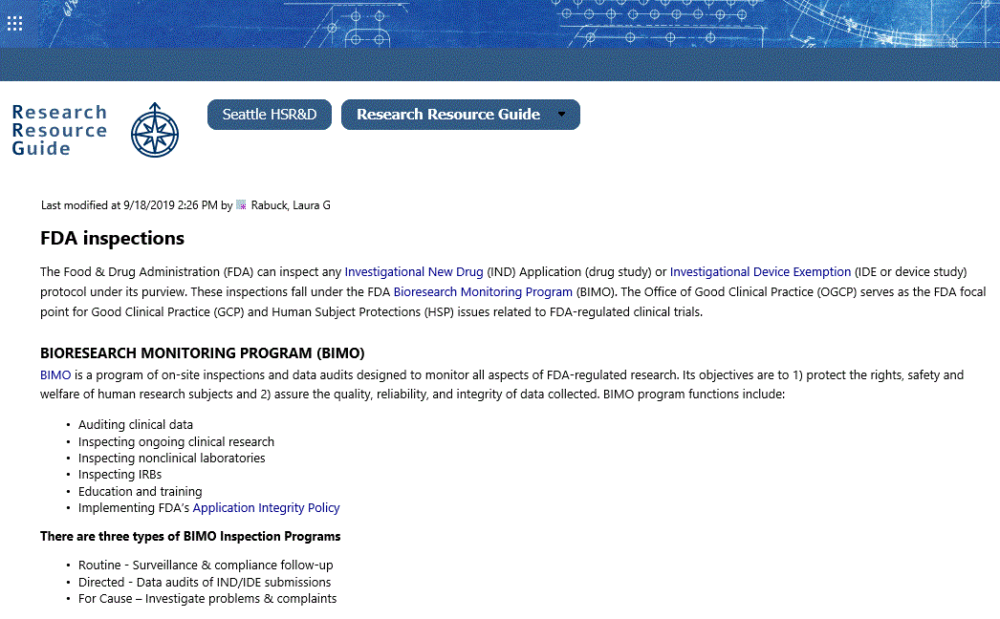 Research
Resource
Guide
Seattle HSR&D
Research Resource Guide
Last modified at 9/18/2019 2:26 PM by Rabuck, Laura G
FDA inspections
The Food & Drug Administration (FDA) can inspect any Investigational New Drug (IND) Application (drug study) or Investigational Device Exemption (IDE or device study)
protocol under its purview. These inspections fall under the FDA Bioresearch Monitoring Program (BIMO). The Office of Good Clinical Practice (OGCP) serves as the FDA focal
point for Good Clinical Practice (GCP) and Human Subject Protections (HSP) issues related to FDA-regulated clinical trials.
BIORESEARCH MONITORING PROGRAM (BIMO)
BIMO is a program of on-site inspections and data audits designed to monitor all aspects of FDA-regulated research. Its objectives are to 1) protect the rights, safety and
welfare of human research subjects and 2) assure the quality, reliability, and integrity of data collected. BIMO program functions include:
• Auditing clinical data
• Inspecting ongoing clinical research
• Inspecting nonclinical laboratories
• Inspecting IRBs
• Education and training
• Implementing FDA’s Application Integrity Policy
There are three types of BIMO Inspection Programs
• Routine - Surveillance & compliance follow-up
• Directed - Data audits of IND/IDE submissions
• For Cause – Investigate problems & complaints